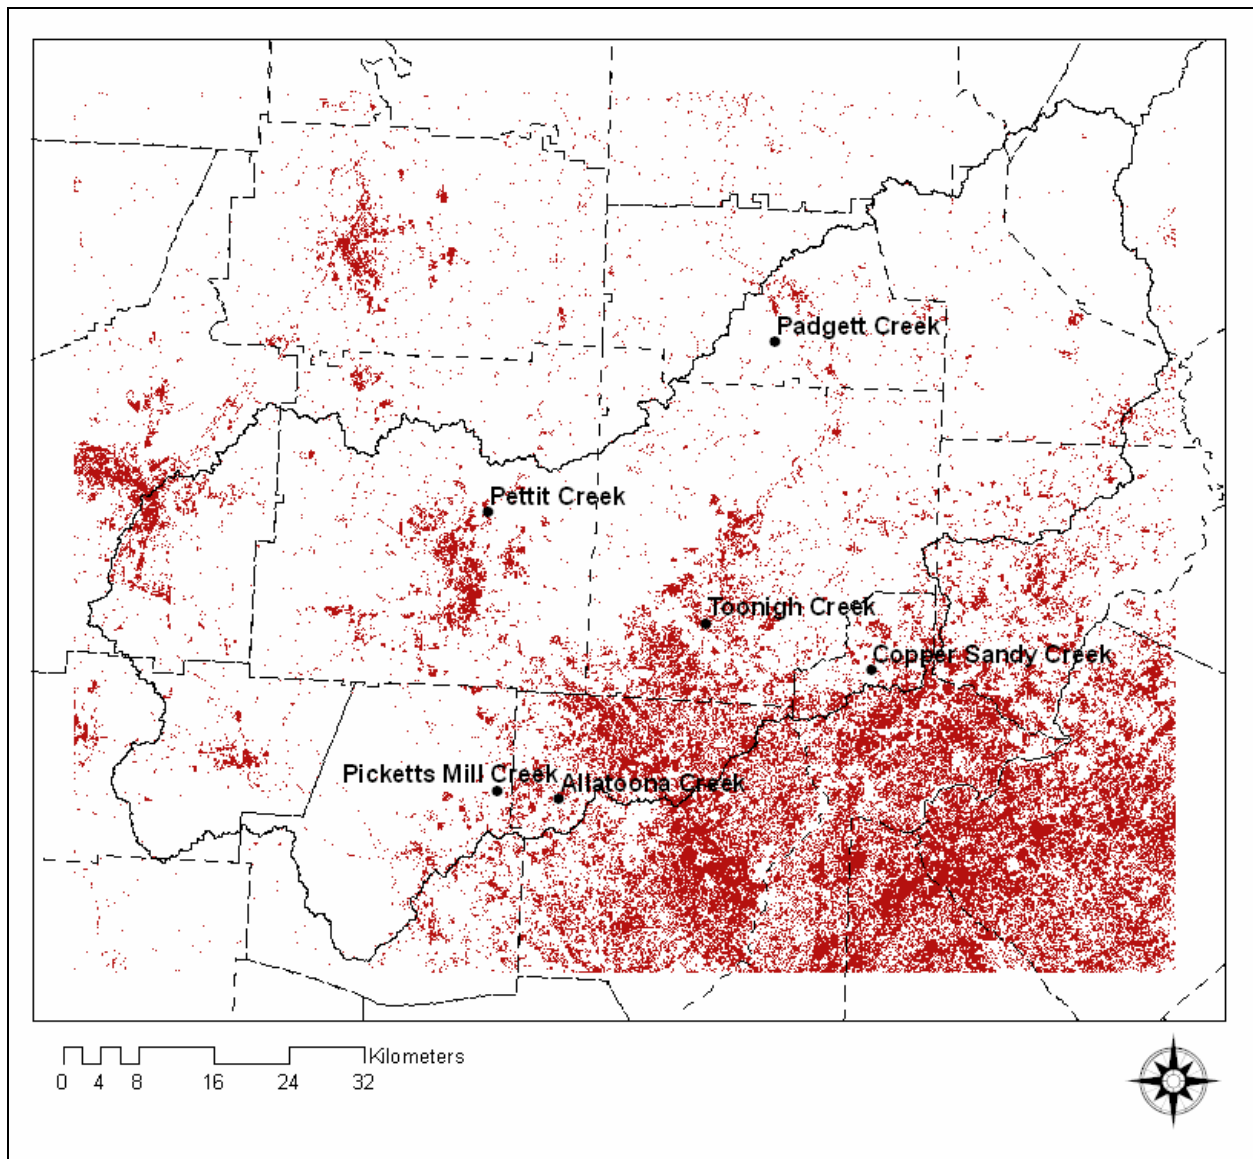 Padgett Creek
Pettit Creek
Toonigh Creek
Copper Sandy Creek
Picketts Mill Creek
Allatoona Creek
Kilometers
0 4 8 16 24 32